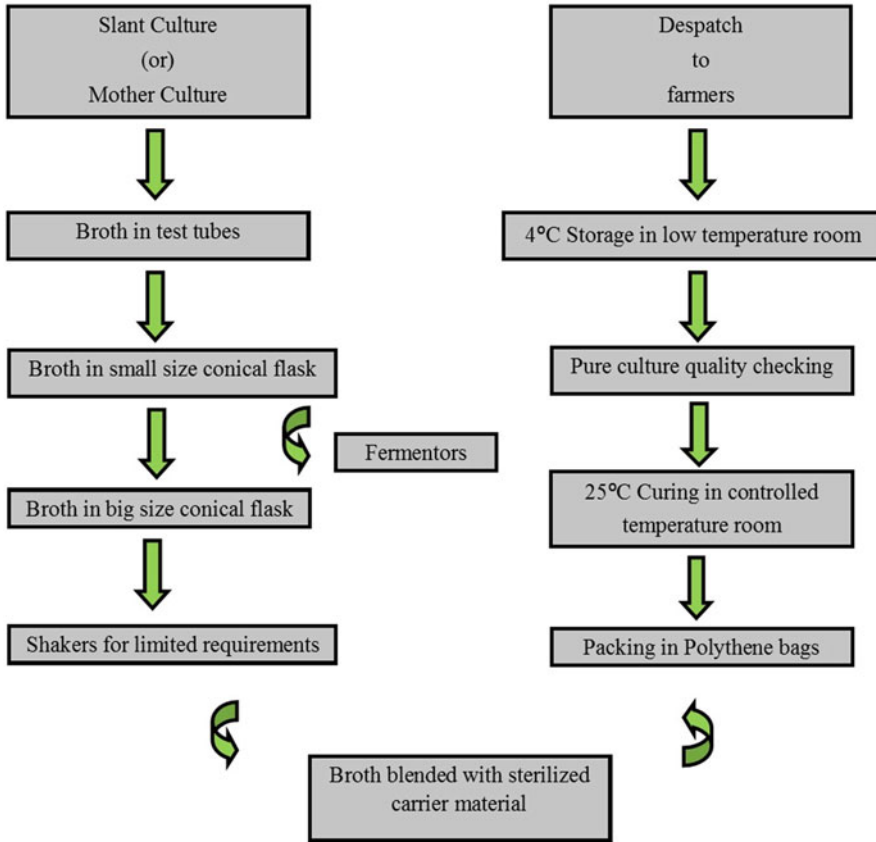 Slant Culture
(or)
Mother Culture
Broth in test tubes
Broth in small size conical flask
Fermentors
Broth in big size conical flask
Shakers for limited requirements
Broth blended with sterilized
carrier material
Despatch
to
farmers
4°C Storage in low temperature room
Pure culture quality checking
25°C Curing in controlled
temperature room
Packing in Polythene bags